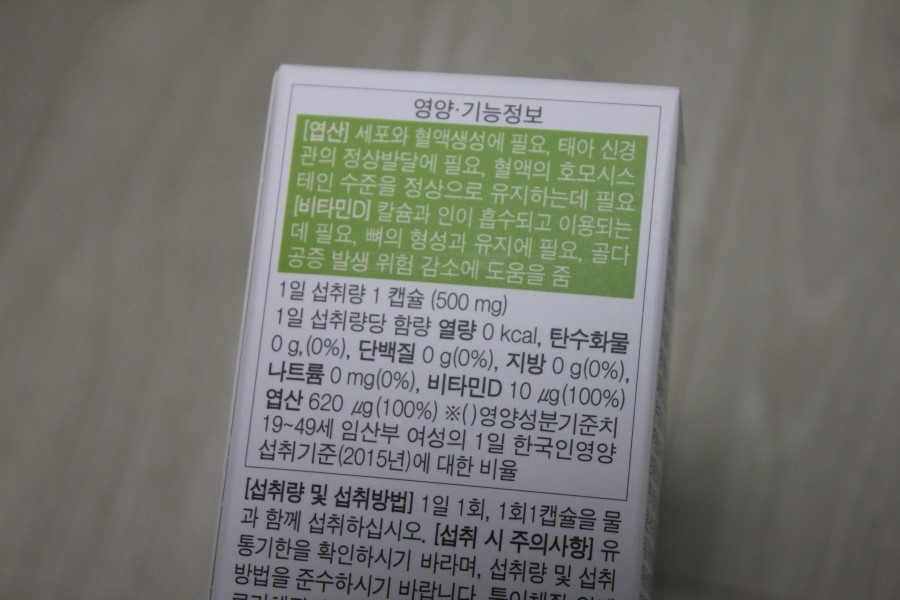 영양·기능정보
[엽산] 세포와 혈액생성에 필요, 태아 신경
관의 정상발달에 필요, 혈액의 호모시스
테인 수준을 정상으로 유지하는데 필요
[비타민D] 칼슘과 인이 흡수되고 이용되는
데 필요, 뼈의 형성과 유지에 필요, 골다
공증 발생 위험 감소에 도움을 줌
1일 섭취량 1 캡슐 (500 mg)
1일 섭취량당 함량 열량 0 kcal, 탄수화물
0 g,(0%), 단백질 0 g(0%), 지방 0 g(0%),
나트륨 0 mg(0%), 비타민D 10 μg(100%)
엽산 620 μg(100%) ※( )영양성분기준치
19~49세 임산부 여성의 1일 한국인영양
섭취기준(2015년)에 대한 비율
[섭취량 및 섭취방법] 1일 1회, 1회1캡슐을 물
과 함께 섭취하십시오. [섭취 시 주의사항] 유
통기한을 확인하시기 바라며, 섭취량 및 섭취
방법을 준수하시기 바랍니다.